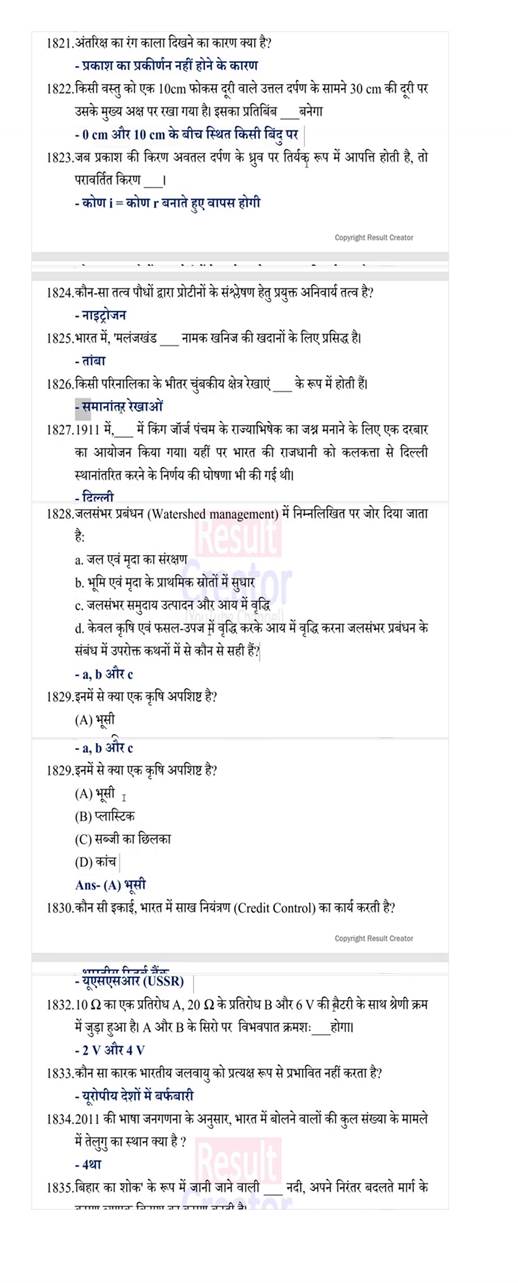 1821.अंतरिक्ष का रंग काला दिखने का कारण क्या है?
- प्रकाश का प्रकीर्णन नहीं होने के कारण
1822.किसी वस्तु को एक 10cm फोकस दूरी वाले उत्तल दर्पण के सामने 30 cm की दूरी पर
उसके मुख्य अक्ष पर रखा गया है। इसका प्रतिबिंब ___बनेगा
- 0 cm और 10 cm के बीच स्थित किसी बिंदु पर
1823.जब प्रकाश की किरण अवतल दर्पण के ध्रुव पर तिर्यक् रूप में आपत्ति होती है, तो
परावर्तित किरण ___।
- कोण i = कोण r बनाते हुए वापस होगी
Copyright Result Creator
1824.कौन-सा तत्व पौधों द्वारा प्रोटीनों के संश्लेषण हेतु प्रयुक्त अनिवार्य तत्व है?
- नाइट्रोजन
1825.भारत में, 'मलंजखंड ___ नामक खनिज की खदानों के लिए प्रसिद्ध है।
- तांबा
1826.किसी परिनालिका के भीतर चुंबकीय क्षेत्र रेखाएं ___ के रूप में होती हैं।
- समानांतर रेखाओं
1827.1911 में,___ में किंग जॉर्ज पंचम के राज्याभिषेक का जश्न मनाने के लिए एक दरबार
का आयोजन किया गया। यहीं पर भारत की राजधानी को कलकत्ता से दिल्ली
स्थानांतरित करने के निर्णय की घोषणा भी की गई थी।
- दिल्ली
1828.जलसंभर प्रबंधन (Watershed management) में निम्नलिखित पर जोर दिया जाता
है:
a. जल एवं मृदा का संरक्षण
b. भूमि एवं मृदा के प्राथमिक स्रोतों में सुधार
c. जलसंभर समुदाय उत्पादन और आय में वृद्धि
d. केवल कृषि एवं फसल-उपज में वृद्धि करके आय में वृद्धि करना जलसंभर प्रबंधन के
संबंध में उपरोक्त कथनों में से कौन से सही हैं?
- a, b और c
1829.इनमें से क्या एक कृषि अपशिष्ट है?
(A) भूसी
- a, b और c
1829.इनमें से क्या एक कृषि अपशिष्ट है?
(A) भूसी
(B) प्लास्टिक
(C) सब्जी का छिलका
(D) कांच
Ans- (A) भूसी
1830.कौन सी इकाई, भारत में साख नियंत्रण (Credit Control) का कार्य करती है?
Copyright Result Creator
- यूएसएसआर (USSR)
1832.10 Ω का एक प्रतिरोध A, 20 Ω के प्रतिरोध B और 6 V की बैटरी के साथ श्रेणी क्रम
में जुड़ा हुआ है। A और B के सिरो पर विभवपात क्रमशः___होगा।
- 2 V और 4 V
1833.कौन सा कारक भारतीय जलवायु को प्रत्यक्ष रूप से प्रभावित नहीं करता है?
- यूरोपीय देशों में बर्फबारी
1834.2011 की भाषा जनगणना के अनुसार, भारत में बोलने वालों की कुल संख्या के मामले
में तेलुगु का स्थान क्या है ?
- 4था
Result
1835.बिहार का शोक' के रूप में जानी जाने वाली ___ नदी, अपने निरंतर बदलते मार्ग के